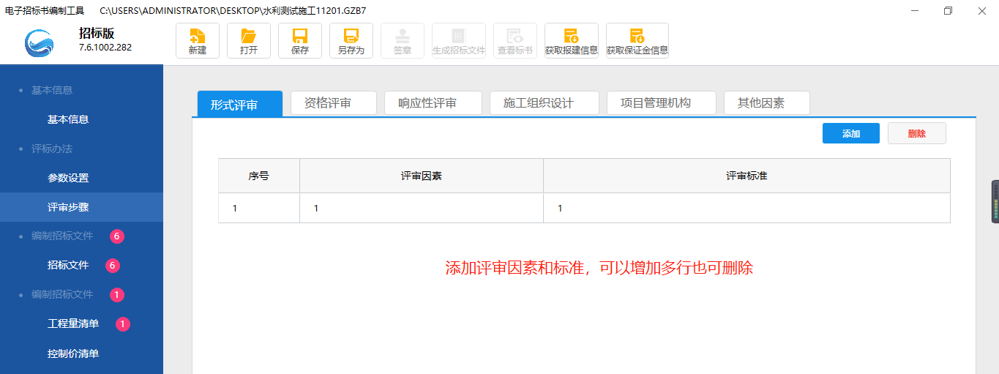 电子招标书编制工具 C:\USERS\ADMINISTRATOR\DESKTOP\水利测试施工11201.GZB7
招标版
7.6.1002.282
新建 打开 保存 另存为 签章 生成招标文件 查看标书 获取报建信息 获取保证金信息
基本信息
基本信息
评标办法
参数设置
评审步骤
编制招标文件 6
招标文件 6
编制招标文件 1
工程量清单 1
控制价清单
形式评审 资格评审 响应性评审 施工组织设计 项目管理机构 其他因素
添加 删除
序号 评审因素 评审标准
1 1 1
添加评审因素和标准，可以增加多行也可删除